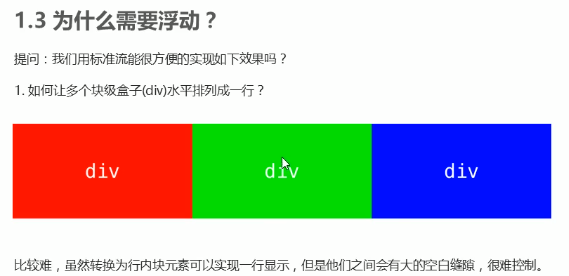 1.3 为什么需要浮动？
提问：我们用标准流能很方便的实现如下效果吗？
1. 如何让多个块级盒子(div)水平排列成一行？
div div div
比较难，虽然转换为行内块元素可以实现一行显示，但是他们之间会有大的空白缝隙，很难控制。